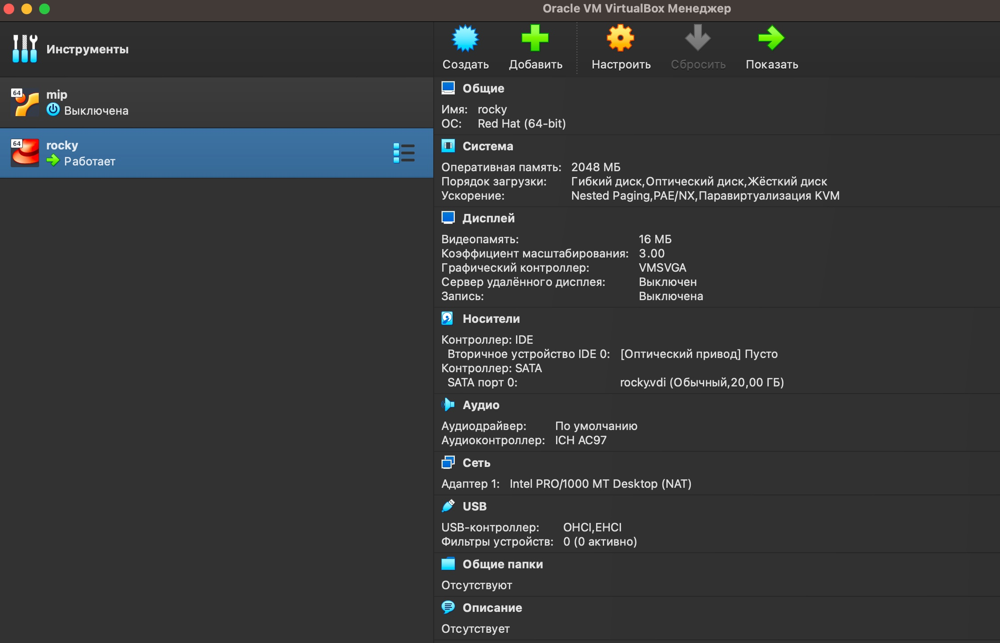 Oracle VM VirtualBox Менеджер
Инструменты
Создать
Добавить
Настроить
Сбросить
Показать
64
mip
Выключена
64
rocky
Работает
Общие
Имя: rocky
ОС: Red Hat (64-bit)
Система
Оперативная память: 2048 МБ
Порядок загрузки: Гибкий диск,Оптический диск,Жёсткий диск
Ускорение: Nested Paging,PAE/NX,Паравиртуализация KVM
Дисплей
Видеопамять: 16 МБ
Коэффициент масштабирования: 3.00
Графический контроллер: VMSVGA
Сервер удалённого дисплея: Выключен
Запись: Выключена
Носители
Контроллер: IDE
Вторичное устройство IDE 0: [Оптический привод] Пусто
Контроллер: SATA
SATA порт 0: rocky.vdi (Обычный,20,00 ГБ)
Аудио
Аудиодрайвер: По умолчанию
Аудиоконтроллер: ICH AC97
Сеть
Адаптер 1: Intel PRO/1000 MT Desktop (NAT)
USB
USB-контроллер: OHCI,EHCI
Фильтры устройств: 0 (0 активно)
Общие папки
Отсутствуют
Описание
Отсутствует